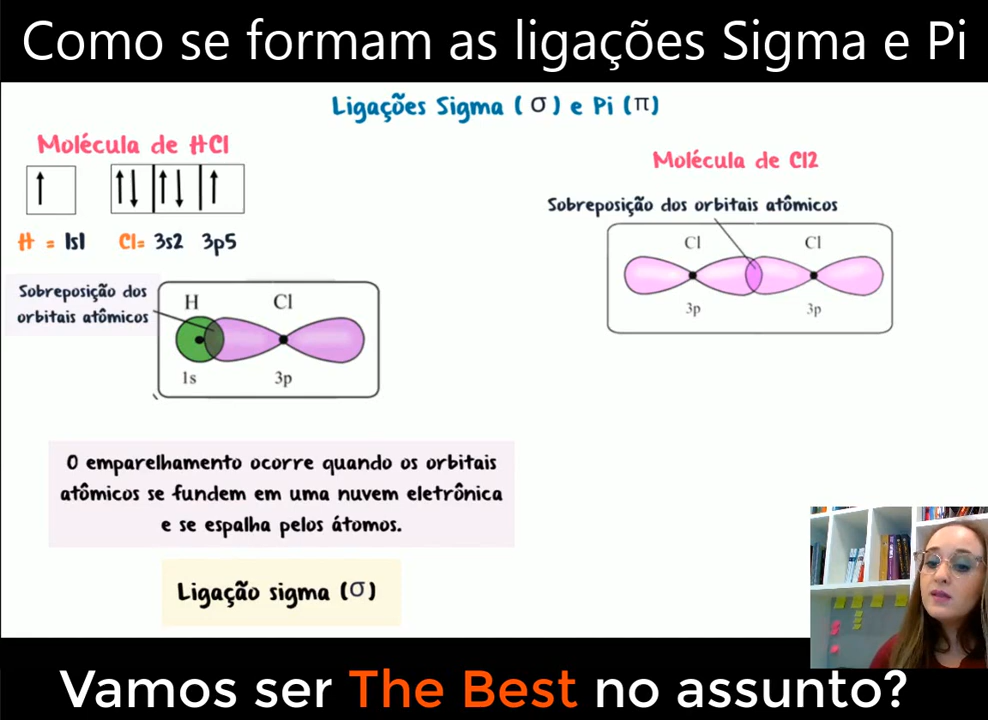 Como se formam as ligações Sigma e Pi
Ligações Sigma ( σ ) e Pi (π)
Molécula de HCl
H = 1s1 Cl= 3s2 3p5
Sobreposição dos
orbitais atômicos
H Cl
1s 3p
O emparelhamento ocorre quando os orbitais
atômicos se fundem em uma nuvem eletrônica
e se espalha pelos átomos.
Ligação sigma (σ)
Molécula de Cl2
Sobreposição dos orbitais atômicos
Cl Cl
3p 3p
Vamos ser The Best no assunto?